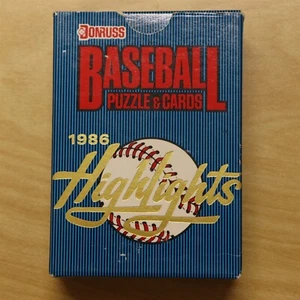 DONRUSS
BASEBALL
PUZZLE & CARDS
1986
Highlights